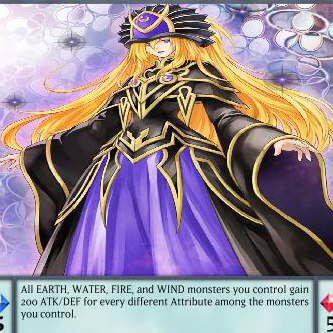 All EARTH, WATER, FIRE, and WIND monsters you control gain
200 ATK/DEF for every different Attribute among the monsters
you control.